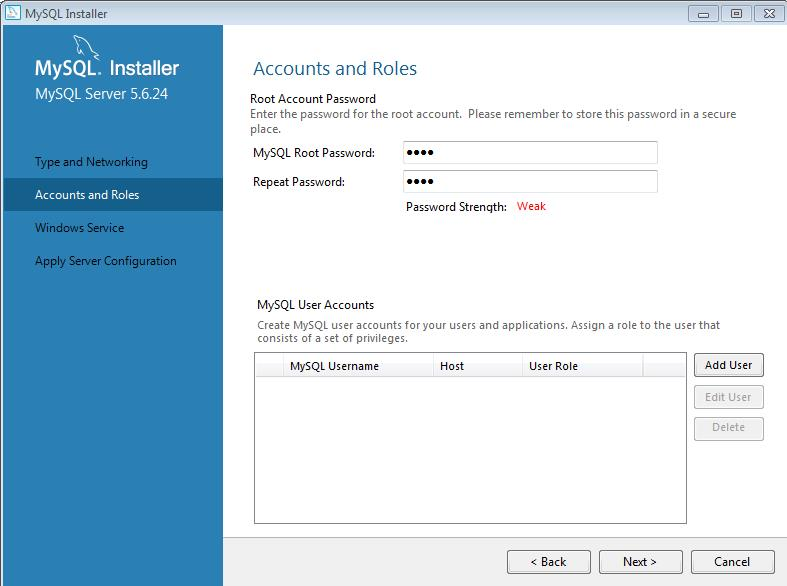 MySQL Installer
MySQL. Installer
MySQL Server 5.6.24
Type and Networking
Accounts and Roles
Windows Service
Apply Server Configuration
Accounts and Roles
Root Account Password
Enter the password for the root account.  Please remember to store this password in a secure
place.
MySQL Root Password: ●●●●
Repeat Password: ●●●●
Password Strength: Weak
MySQL User Accounts
Create MySQL user accounts for your users and applications. Assign a role to the user that
consists of a set of privileges.
MySQL Username Host User Role
Add User
Edit User
Delete
< Back Next > Cancel